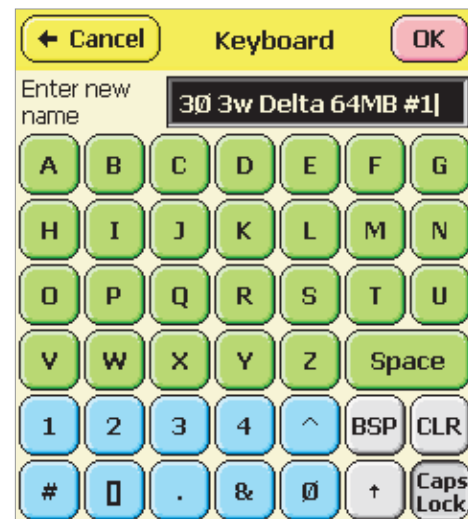 ← Cancel Keyboard OK
Enter new
name
3Ø 3w Delta 64MB #1
A B C D E F G
H I J K L M N
O P Q R S T U
V W X Y Z Space
1 2 3 4 ^ BSP CLR
# [] . & Ø ↑ Caps
Lock